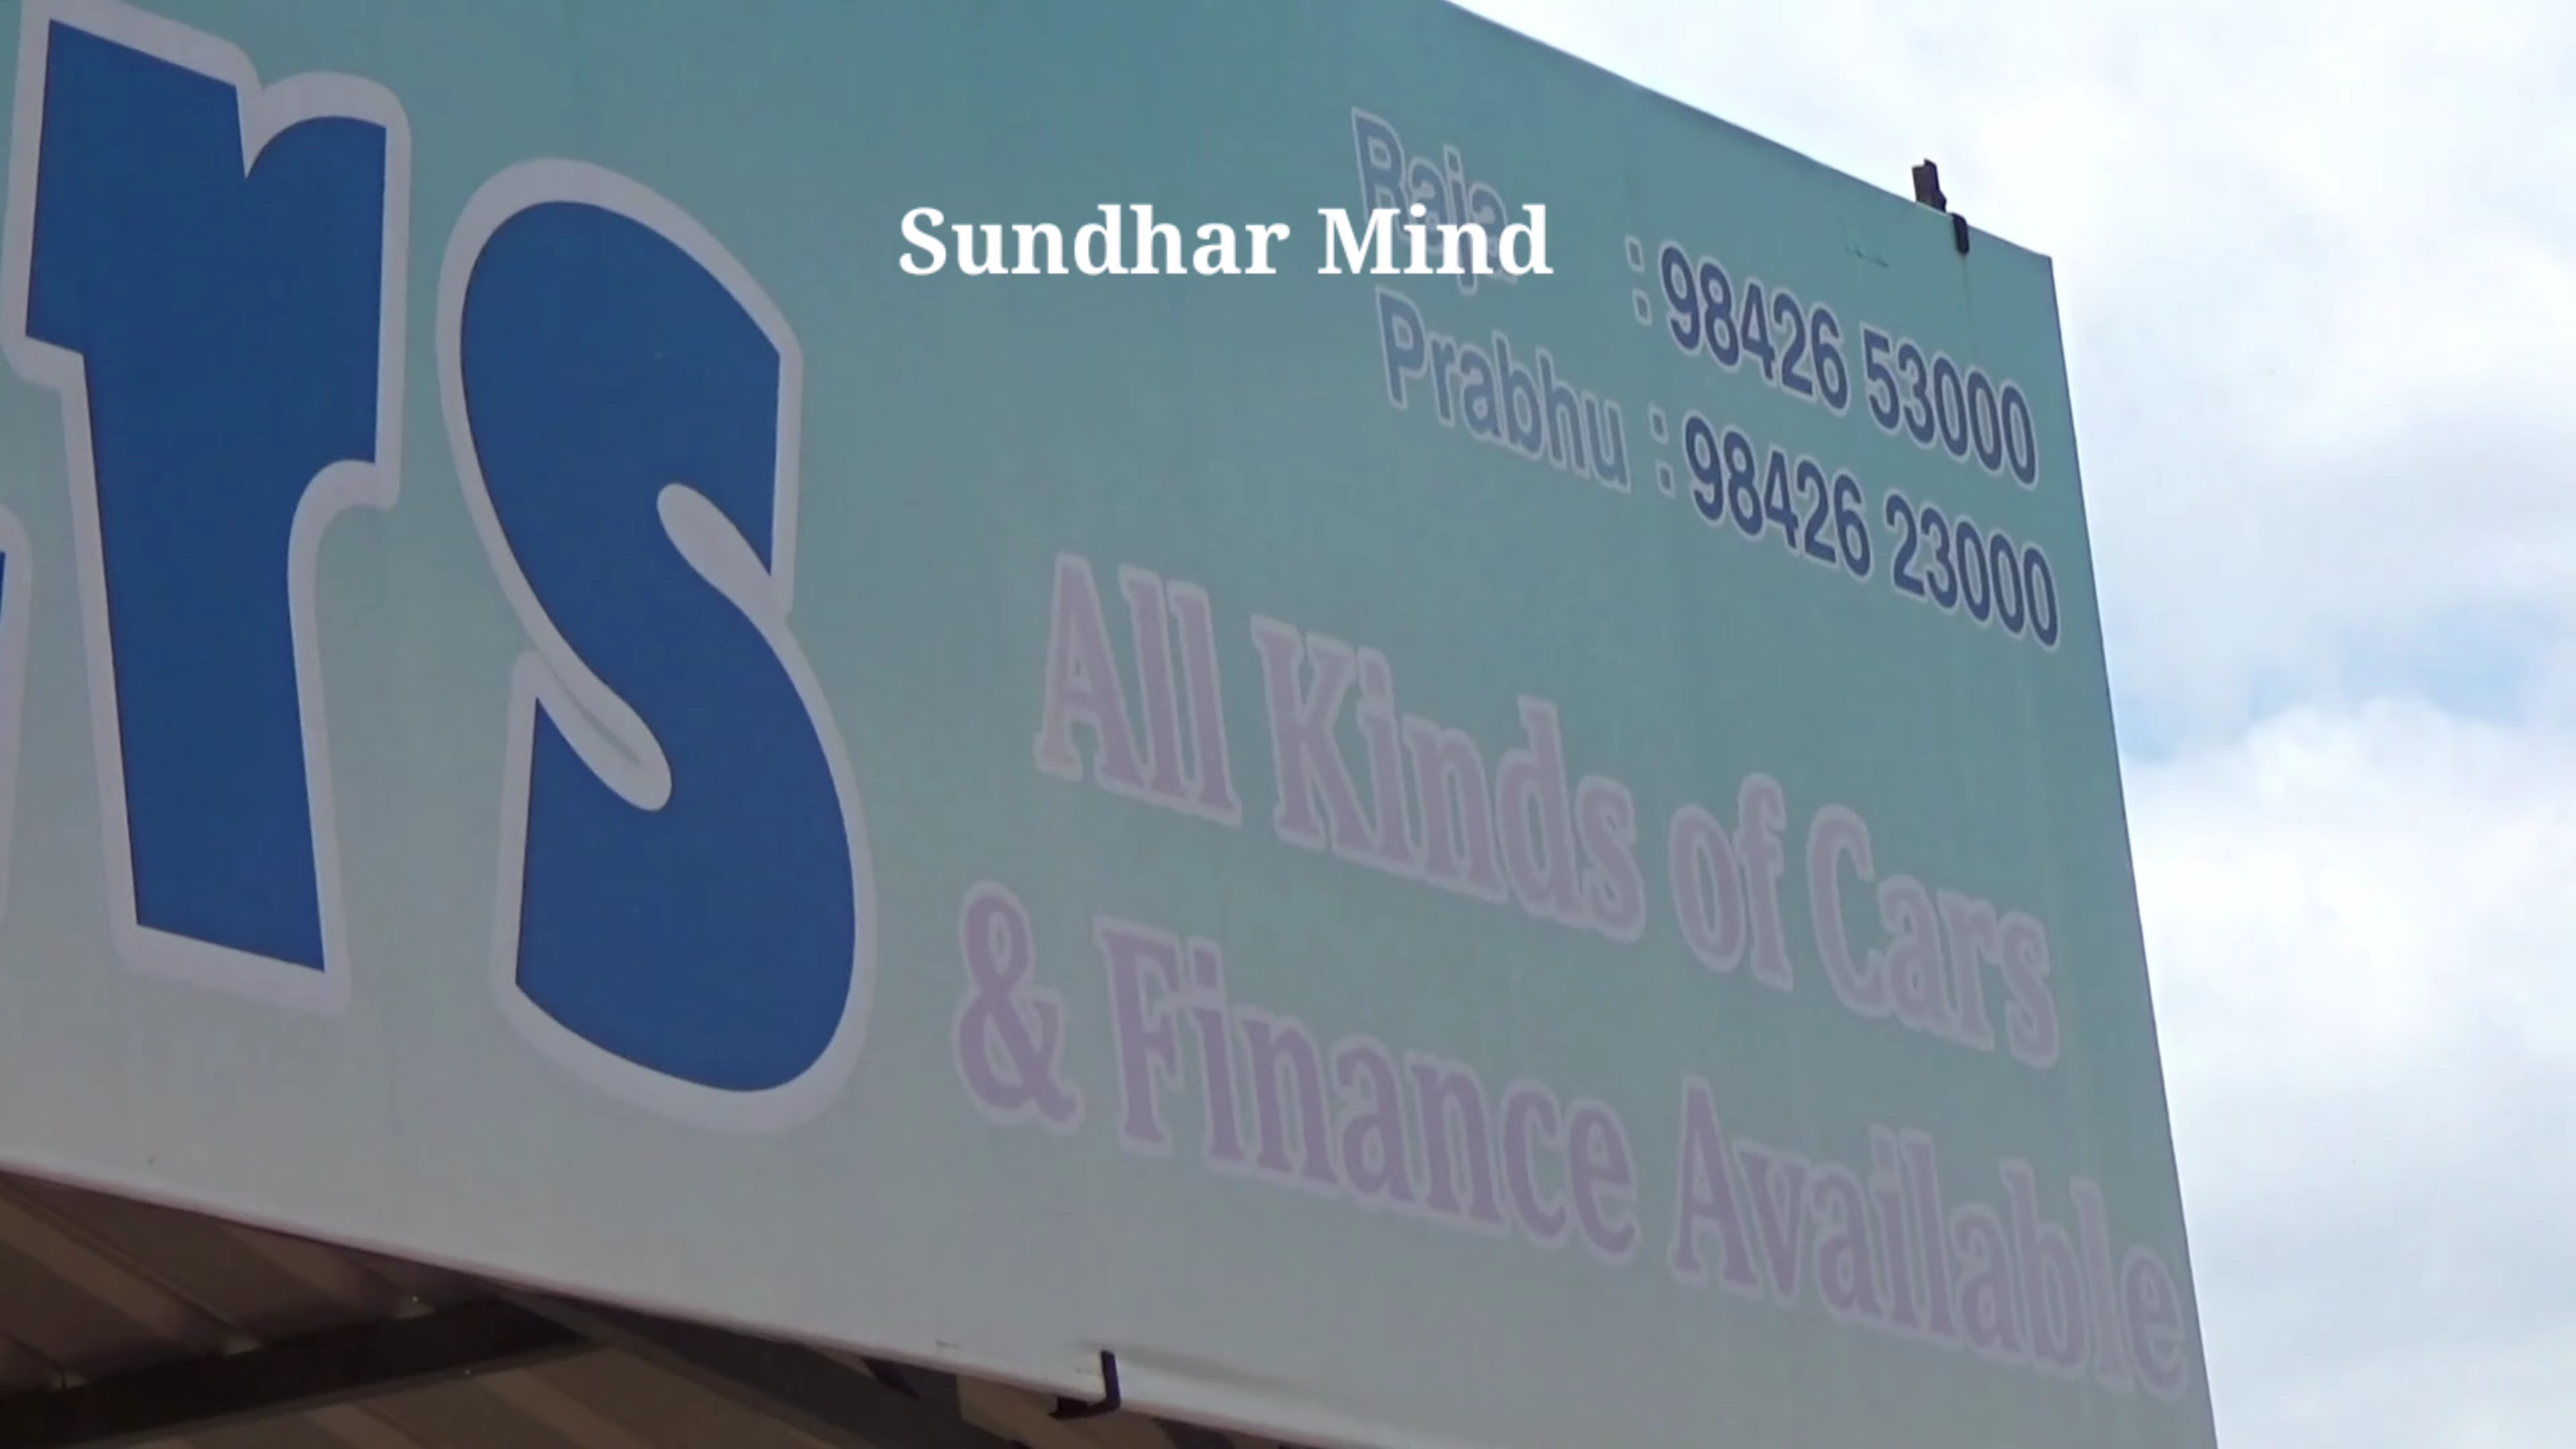 rs
Sundhar Mind
Raja : 98426 53000
Prabhu : 98426 23000
All Kinds of Cars
& Finance Available